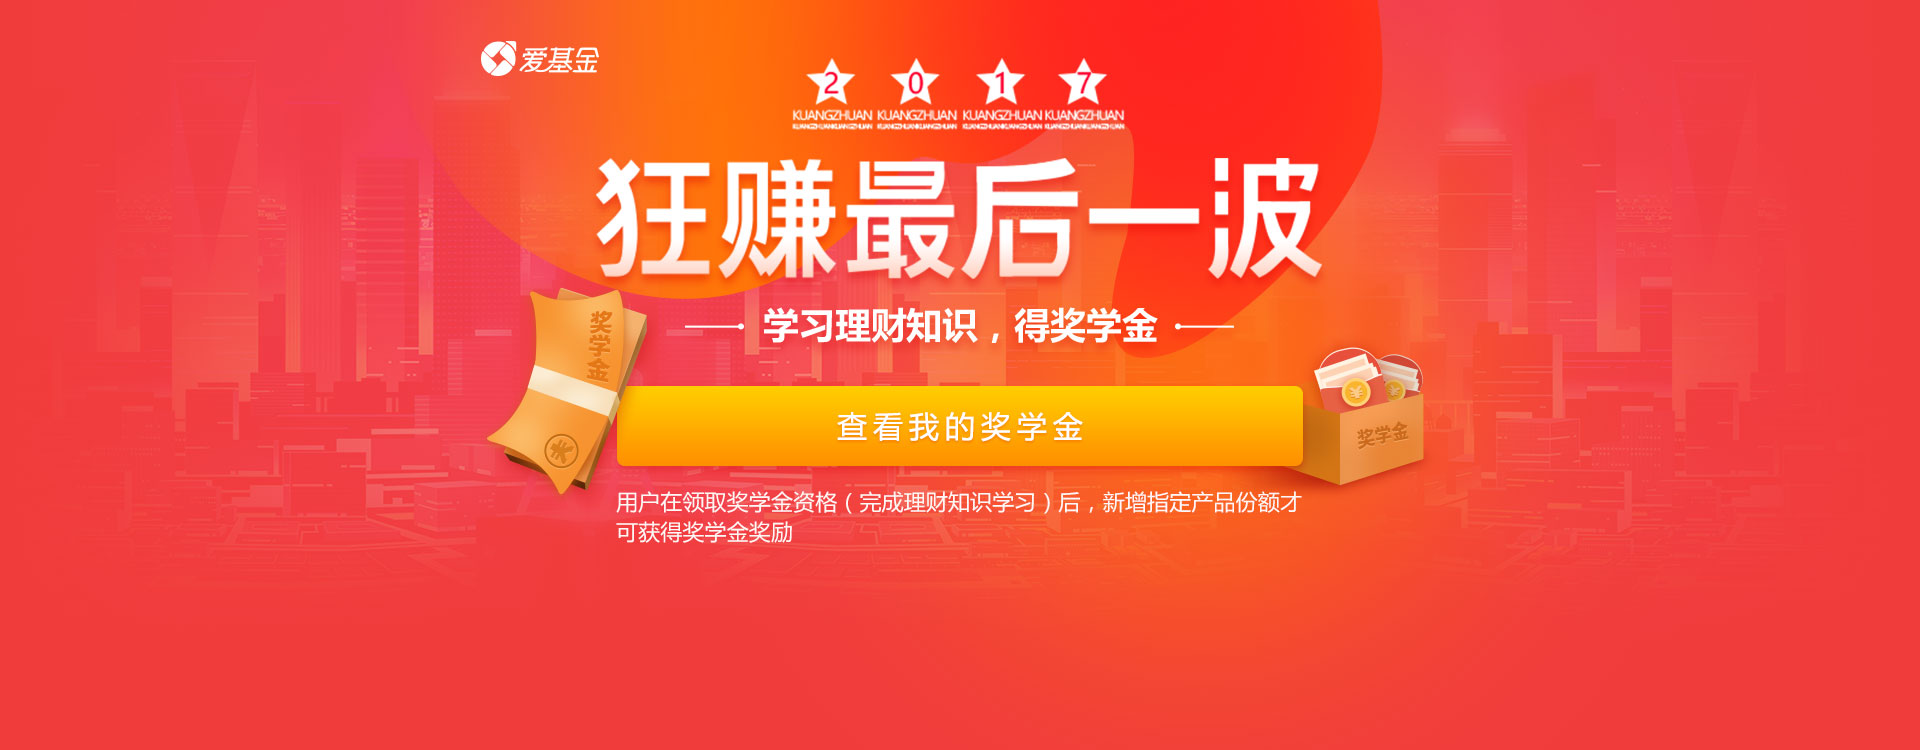 爱基金
2 0 1 7
KUANGZHUAN KUANGZHUAN KUANGZHUAN KUANGZHUAN
KUANGZHUANKUANGZHUAN KUANGZHUANKUANGZHUAN KUANGZHUANKUANGZHUAN KUANGZHUANKUANGZHUAN
狂赚最后一波
学习理财知识，得奖学金
奖学金
查看我的奖学金
奖学金
用户在领取奖学金资格（完成理财知识学习）后，新增指定产品份额才
可获得奖学金奖励